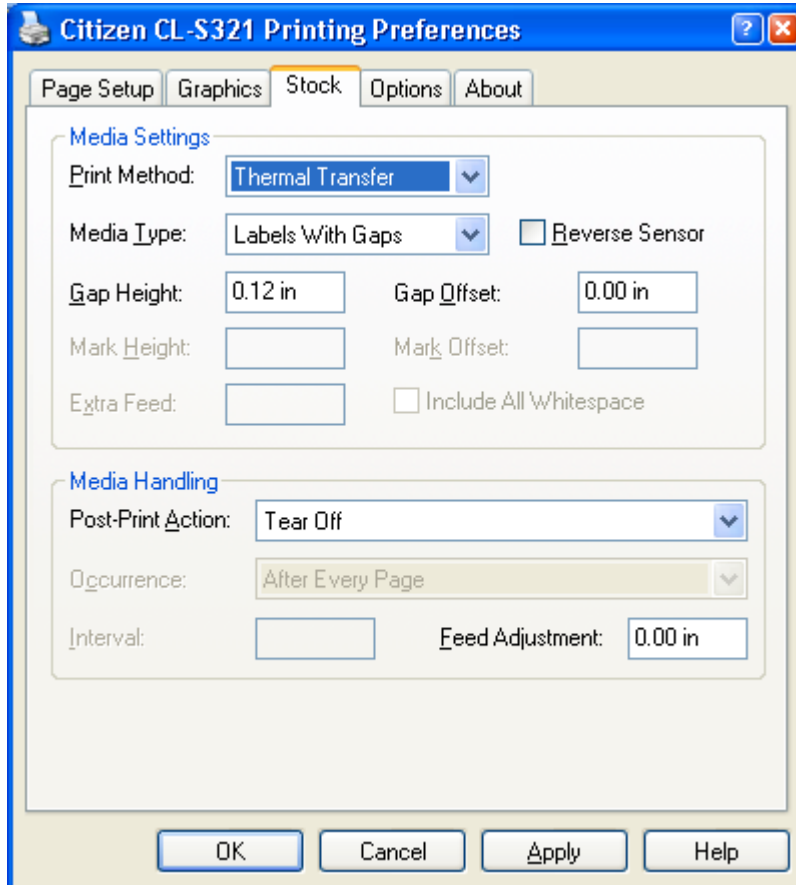 Citizen CL-S321 Printing Preferences ?
Page Setup Graphics Stock Options About
Media Settings
Print Method: Thermal Transfer
Media Type: Labels With Gaps Reverse Sensor
Gap Height: 0.12 in Gap Offset: 0.00 in
Mark Height: Mark Offset:
Extra Feed: Include All Whitespace
Media Handling
Post-Print Action: Tear Off
Occurrence: After Every Page
Interval: Feed Adjustment: 0.00 in
OK Cancel Apply Help